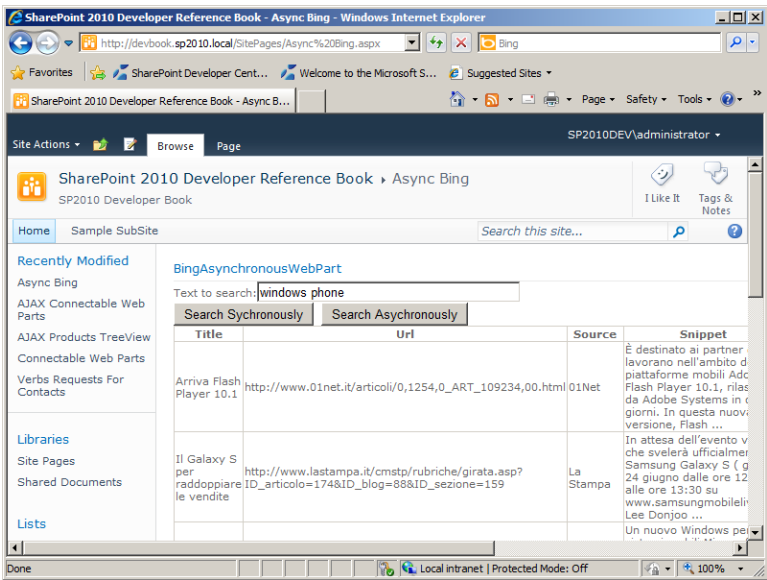 SharePoint 2010 Developer Reference Book - Async Bing - Windows Internet Explorer
http://devbook.sp2010.local/SitePages/Async%20Bing.aspx
Bing
Favorites
SharePoint Developer Cent...
Welcome to the Microsoft S...
Suggested Sites
SharePoint 2010 Developer Reference Book - Async B...
Page
Safety
Tools
Site Actions
Browse
Page
SP2010DEV\administrator
SharePoint 2010 Developer Reference Book Async Bing
SP2010 Developer Book
I Like It
Tags &
Notes
Home
Sample SubSite
Search this site...
Recently Modified
Async Bing
AJAX Connectable Web
Parts
AJAX Products TreeView
Connectable Web Parts
Verbs Requests For
Contacts
Libraries
Site Pages
Shared Documents
Lists
BingAsynchronousWebPart
Text to search: windows phone
Search Sychronously
Search Asychronously
Title
Url
Source
Snippet
Arriva Flash
Player 10.1
http://www.01net.it/articoli/0,1254,0_ART_109234,00.html
01Net
È destinato ai partner
lavorano nell'ambito d
piattaforme mobili Ado
Flash Player 10.1, rilas
da Adobe Systems in
giorni. In questa nuova
versione, Flash ...
Il Galaxy S
per
raddoppiare
le vendite
http://www.lastampa.it/cmstp/rubriche/girata.asp?
ID_articolo=174&ID_blog=88&ID_sezione=159
La
Stampa
In attesa dell'evento v
che svelerà ufficialmen
Samsung Galaxy S ( g
24 giugno dalle ore 12
alle ore 13:30 su
www.samsungmobileliv
Lee Donjoo ...
Un nuovo Windows per
Done
Local intranet | Protected Mode: Off
100%